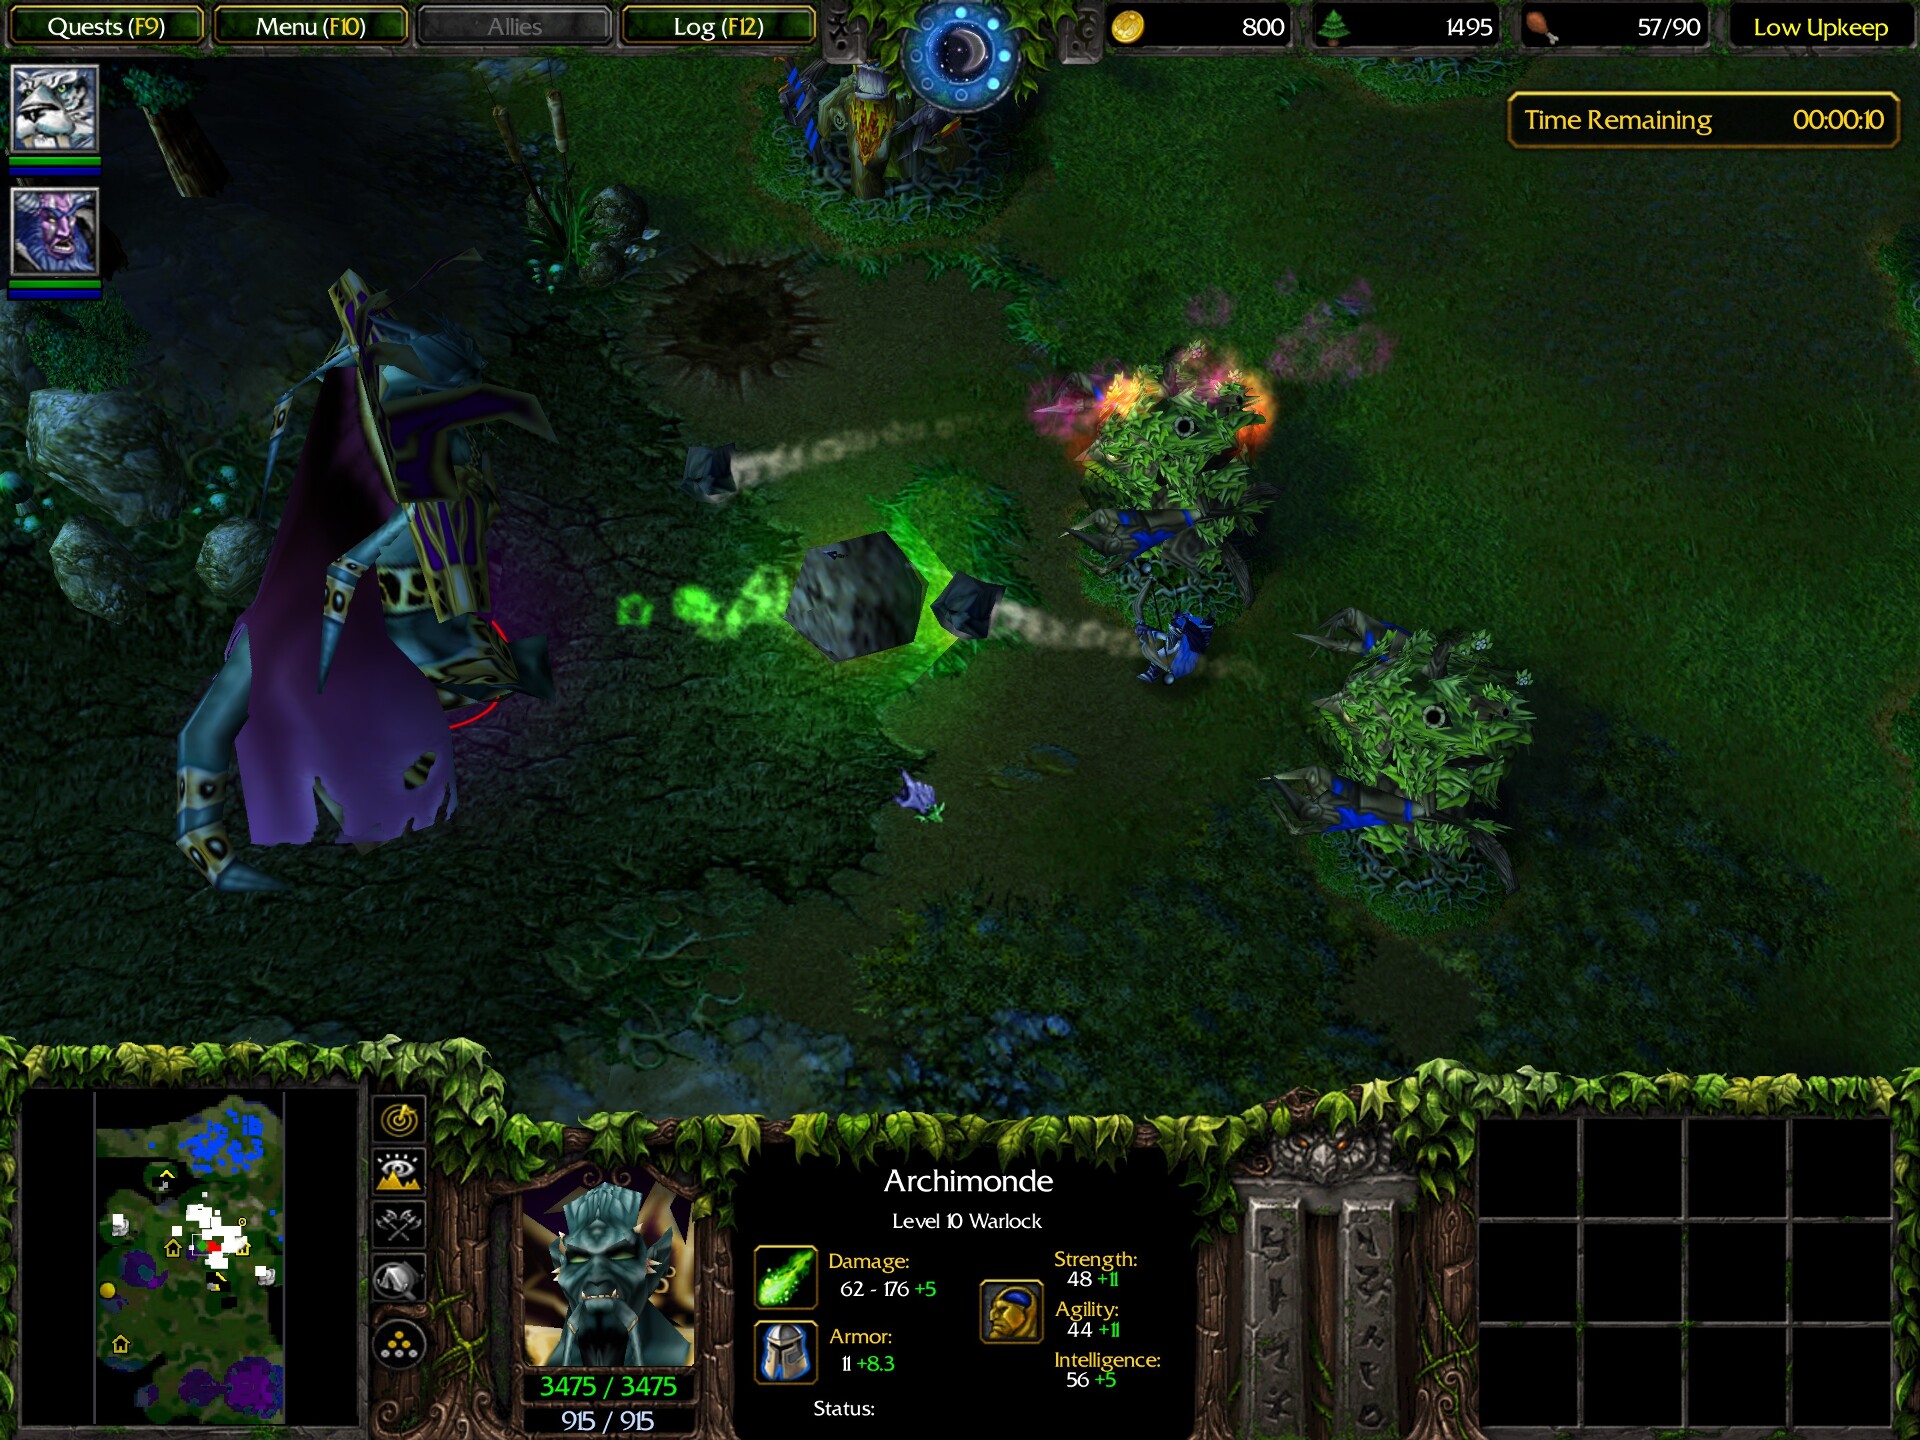 Quests (F9) Menu (F10) Allies Log (F12) 800 1495 57/90 Low Upkeep
Time Remaining 00:00:10
Archimonde
Level 10 Warlock
Damage:
62 - 176 +5
Armor:
11 +8.3
Strength:
48 +11
Agility:
44 +11
Intelligence:
56 +5
Status:
3475 / 3475
915 / 915